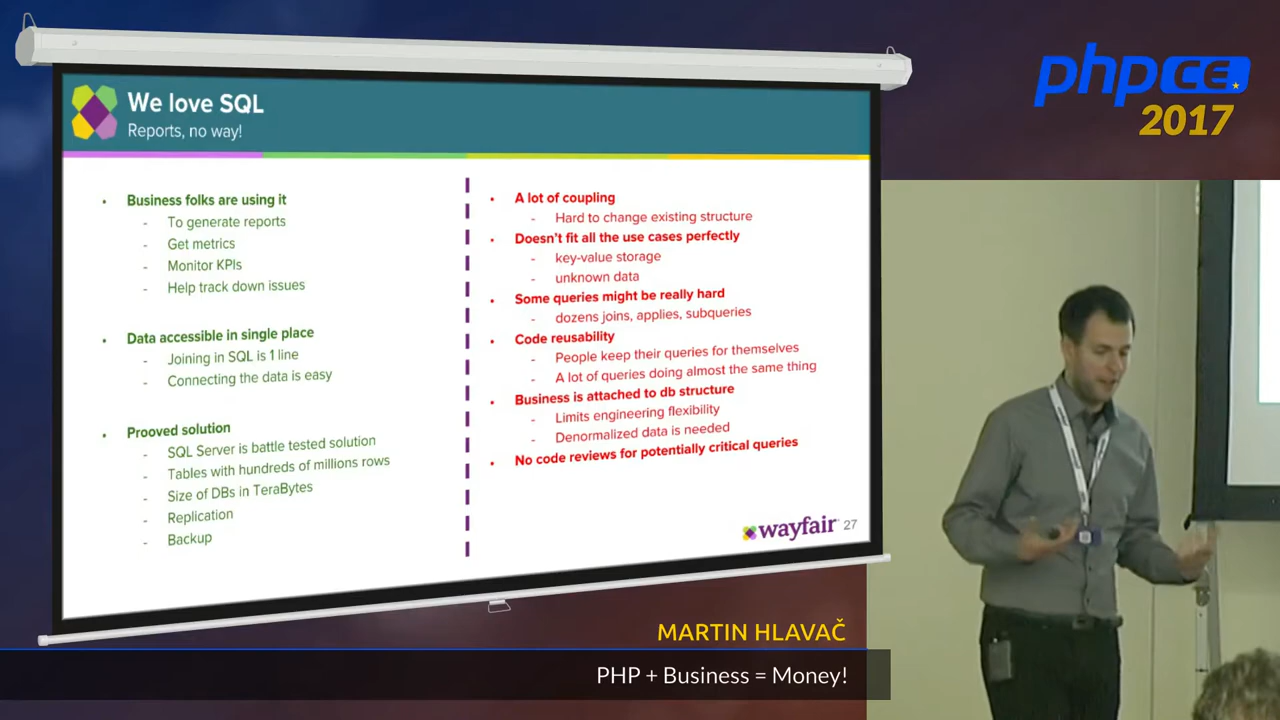 We love SQL
Reports, no way!
• Business folks are using it
- To generate reports
- Get metrics
- Monitor KPIs
- Help track down issues
• Data accessible in single place
- Joining in SQL is 1 line
- Connecting the data is easy
• Prooved solution
- SQL Server is battle tested solution
- Tables with hundreds of millions rows
- Size of DBs in TeraBytes
- Replication
- Backup
• A lot of coupling
- Hard to change existing structure
• Doesn't fit all the use cases perfectly
- key-value storage
- unknown data
• Some queries might be really hard
- dozens joins, applies, subqueries
• Code reusability
- People keep their queries for themselves
- A lot of queries doing almost the same thing
• Business is attached to db structure
- Limits engineering flexibility
- Denormalized data is needed
• No code reviews for potentially critical queries
wayfair 27
phpCE
2017
MARTIN HLAVAČ
PHP + Business = Money!